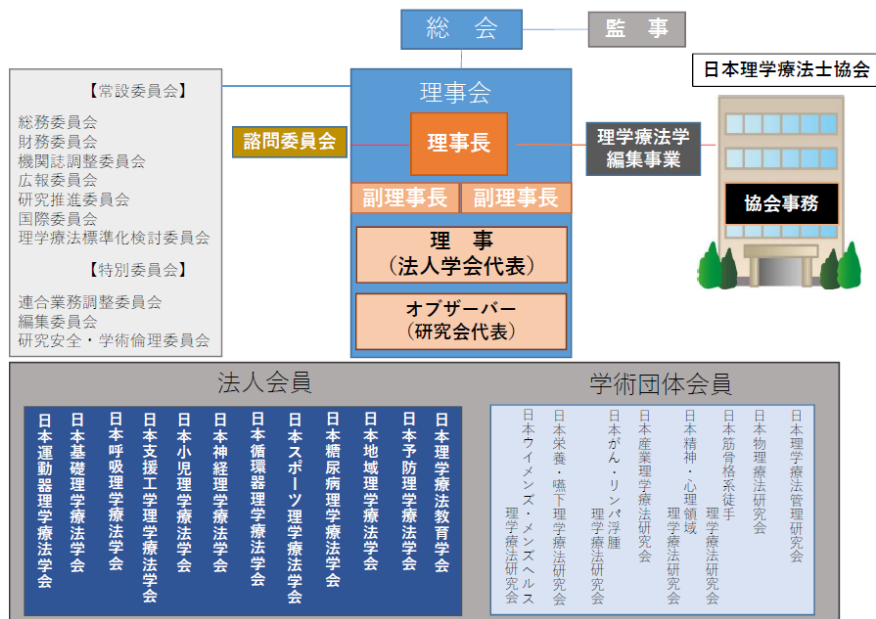 総 会
監 事
日本理学療法士協会
【常設委員会】
総務委員会
財務委員会
機関誌調整委員会
広報委員会
研究推進委員会
国際委員会
理学療法標準化検討委員会
【特別委員会】
連合業務調整委員会
編集委員会
研究安全・学術倫理委員会
諮問委員会
理事会
理事長
副理事長
副理事長
理 事
(法人学会代表)
オブザーバー
(研究会代表)
理学療法学
編集事業
協会事務
法人会員
日本運動器理学療法学会
日本基礎理学療法学会
日本呼吸理学療法学会
日本支援工学理学療法学会
日本小児理学療法学会
日本神経理学療法学会
日本循環器理学療法学会
日本スポーツ理学療法学会
日本糖尿病理学療法学会
日本地域理学療法学会
日本予防理学療法学会
日本理学療法教育学会
学術団体会員
日本ウイメンズ・メンズヘルス
理学療法研究会
日本栄養・嚥下理学療法研究会
日本がん・リンパ浮腫
理学療法研究会
日本産業理学療法研究会
日本精神・心理領域
理学療法研究会
日本筋骨格系徒手
理学療法研究会
日本物理療法研究会
日本理学療法管理研究会